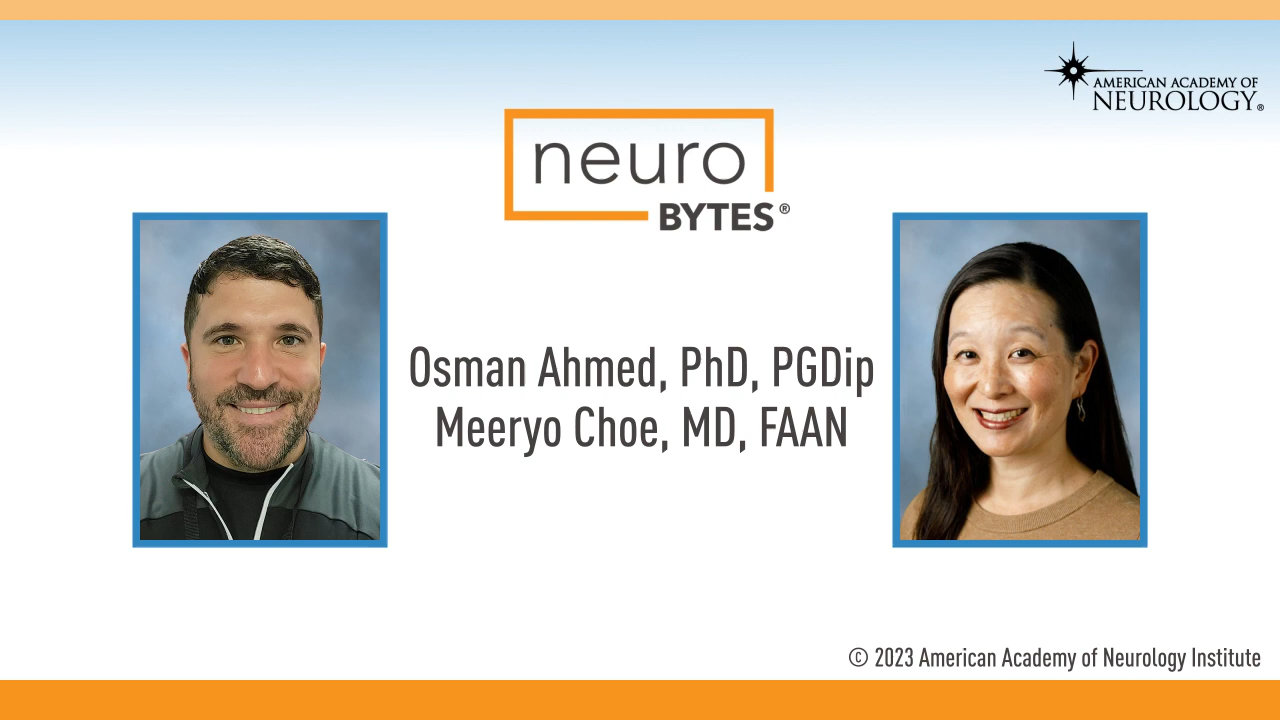 AMERICAN ACADEMY OF
NEUROLOGY®
neuro
BYTES®
Osman Ahmed, PhD, PGDip
Meeryo Choe, MD, FAAN
© 2023 American Academy of Neurology Institute